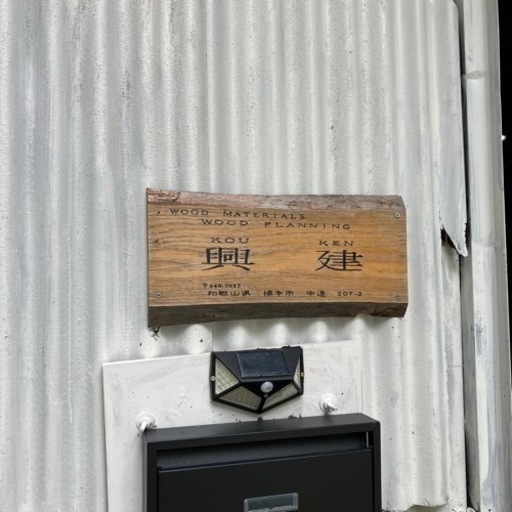 WOOD MATERIALS
WOOD PLANNING
KOU KEN
興 建
和歌山県 橋本市 中道 207-2